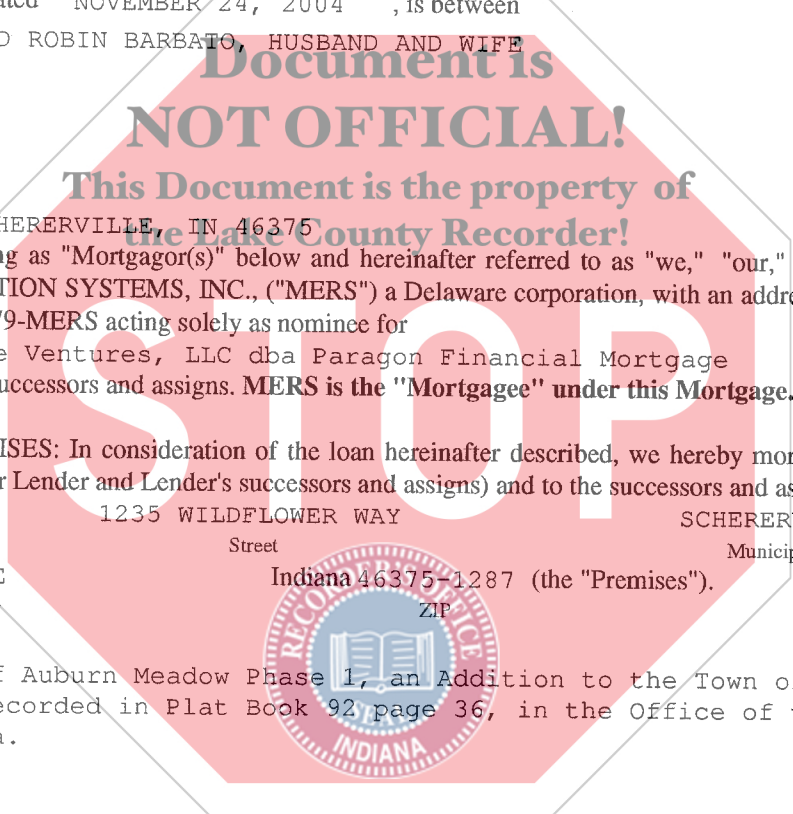 NOVEMBER 24, 2004 , is between
ROBIN BARBATO, HUSBAND AND WIFE
Document is
NOT OFFICIAL!
This Document is the property of
the Lake County Recorder!
HERERVILLE, IN 46375
ng as "Mortgagor(s)" below and hereinafter referred to as "we," "our,"
TION SYSTEMS, INC., ("MERS") a Delaware corporation, with an addre
79-MERS acting solely as nominee for
e Ventures, LLC dba Paragon Financial Mortgage
uccessors and assigns. MERS is the "Mortgagee" under this Mortgage.
STOP
ISES: In consideration of the loan hereinafter described, we hereby mor
r Lender and Lender's successors and assigns) and to the successors and as
1235 WILDFLOWER WAY SCHERER
Street Municip
Indiana 46375-1287 (the "Premises").
ZIP
RECORDER'S OFFICE
SEAL
INDIANA
f Auburn Meadow Phase 1, an Addition to the Town o
ecorded in Plat Book 92 page 36, in the Office of
a.